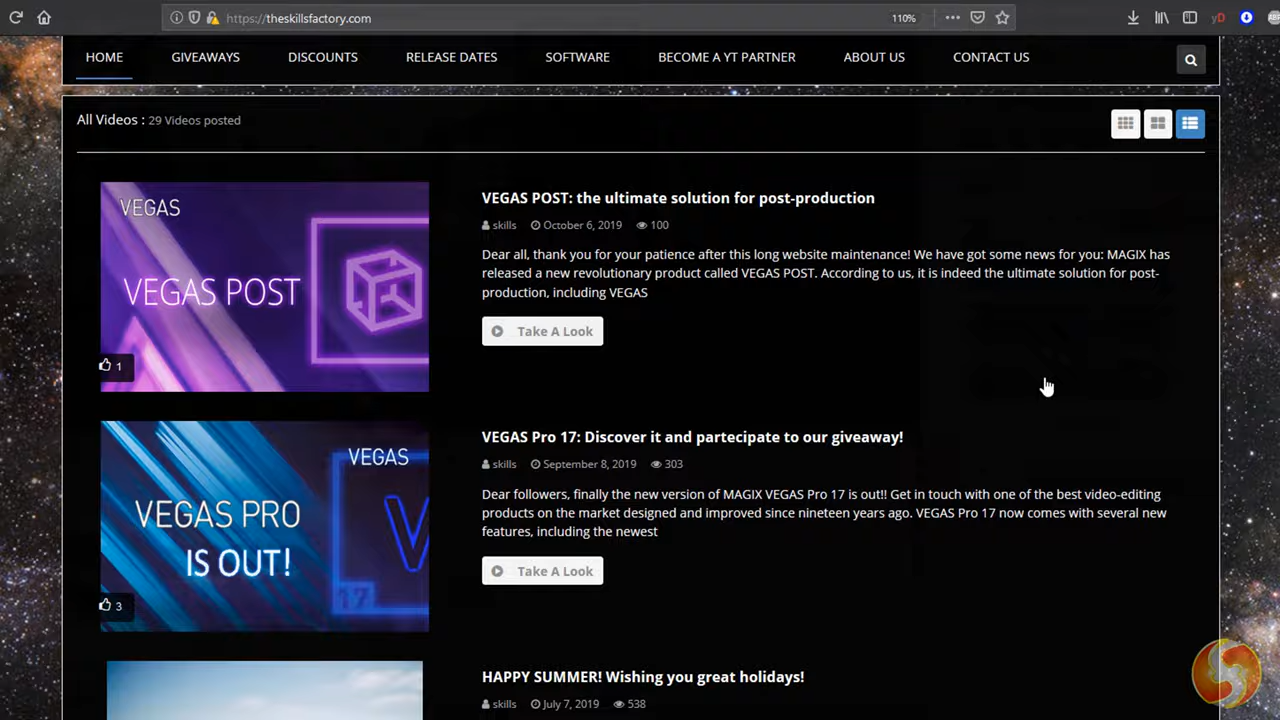 https://theskillsfactory.com
110%
HOME GIVEAWAYS DISCOUNTS RELEASE DATES SOFTWARE BECOME A YT PARTNER ABOUT US CONTACT US
All Videos : 29 Videos posted
VEGAS
VEGAS POST
1
VEGAS POST: the ultimate solution for post-production
skills October 6, 2019 100
Dear all, thank you for your patience after this long website maintenance! We have got some news for you: MAGIX has
released a new revolutionary product called VEGAS POST. According to us, it is indeed the ultimate solution for post-
production, including VEGAS
Take A Look
VEGAS
VEGAS PRO
IS OUT!
V
17
3
VEGAS Pro 17: Discover it and partecipate to our giveaway!
skills September 8, 2019 303
Dear followers, finally the new version of MAGIX VEGAS Pro 17 is out!! Get in touch with one of the best video-editing
products on the market designed and improved since nineteen years ago. VEGAS Pro 17 now comes with several new
features, including the newest
Take A Look
HAPPY SUMMER! Wishing you great holidays!
skills July 7, 2019 538